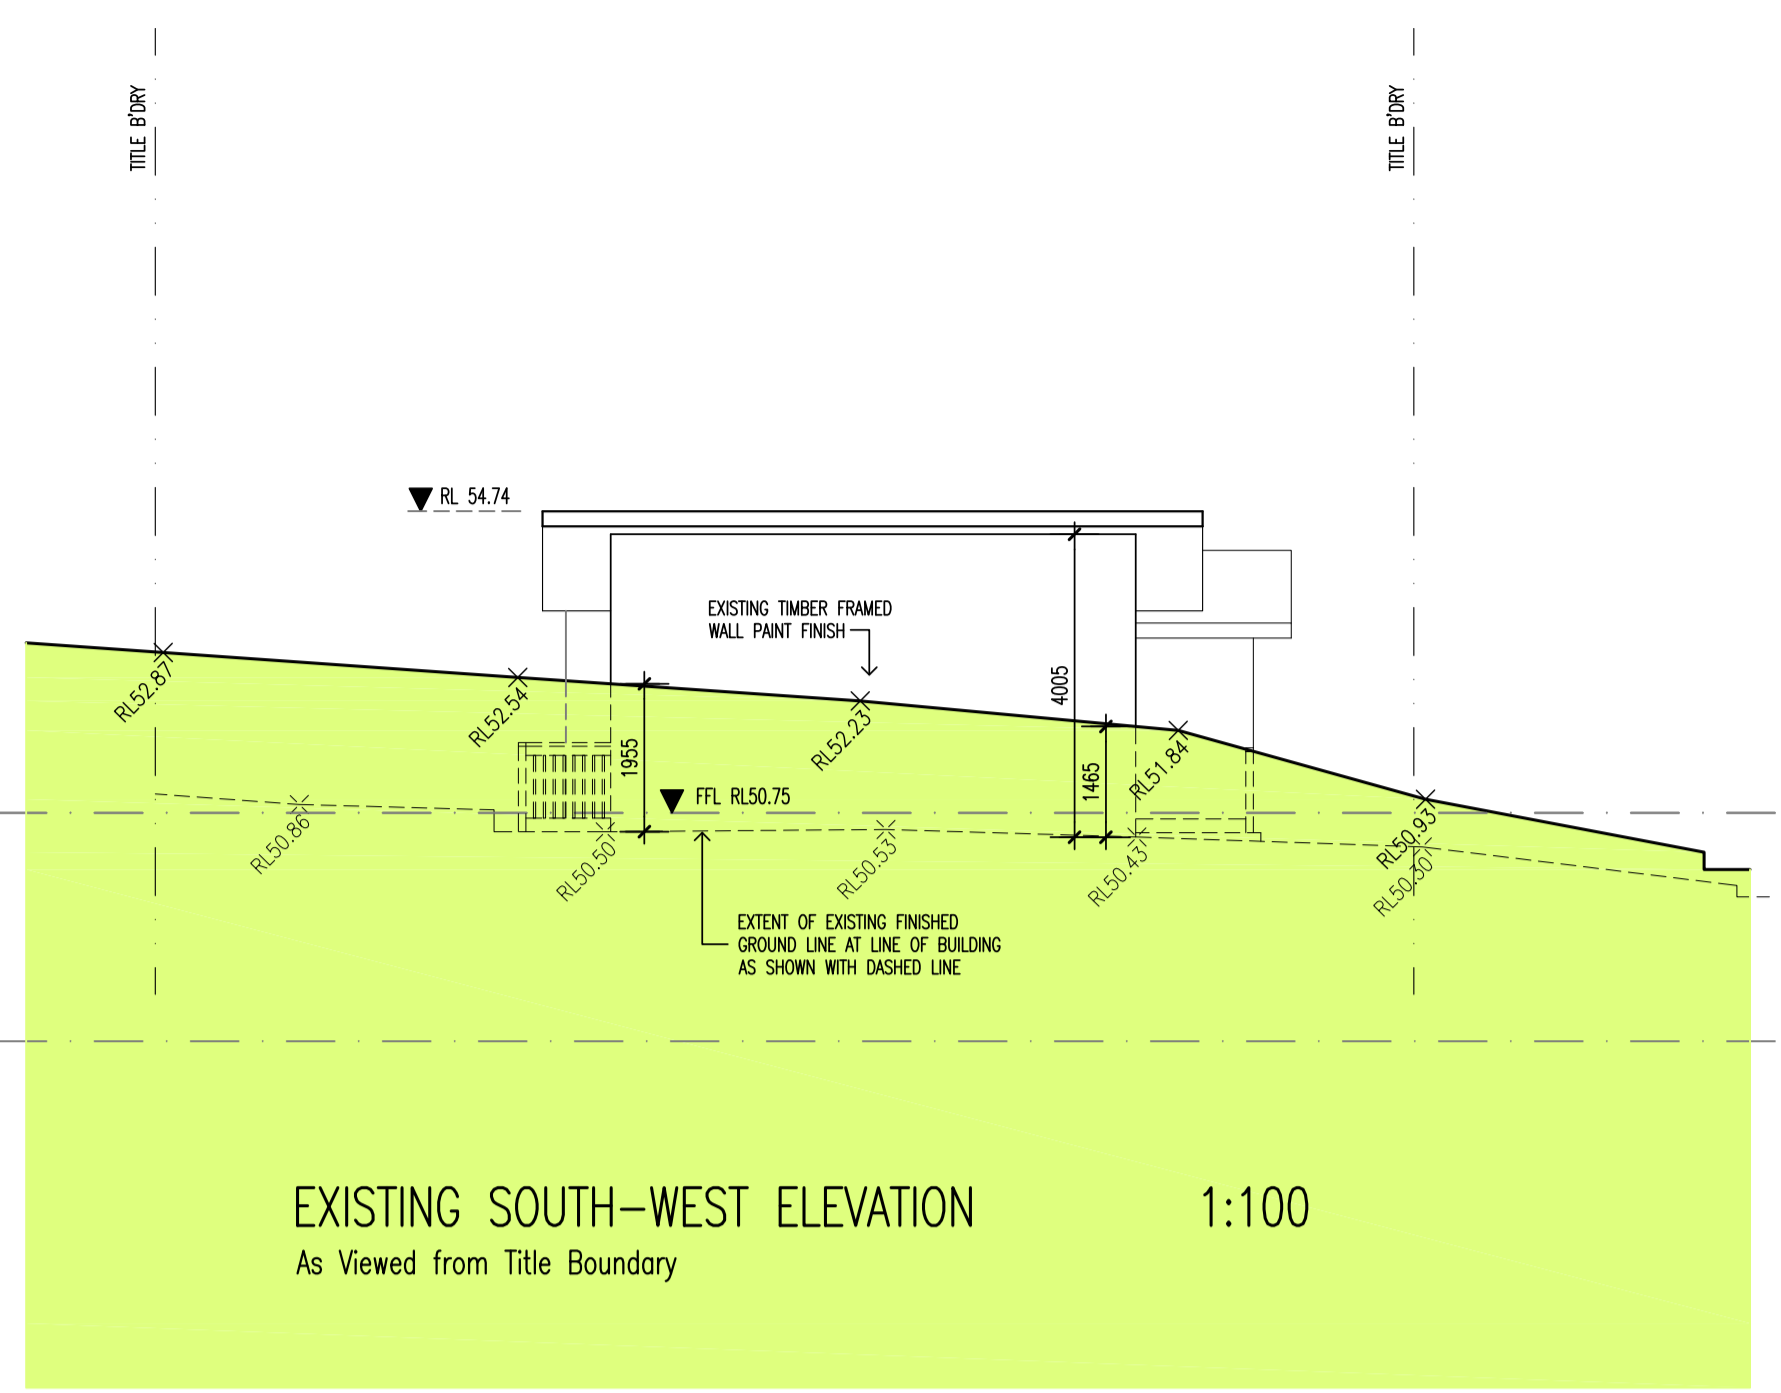 TITLE B'DRY
TITLE B'DRY
RL 54.74
EXISTING TIMBER FRAMED
WALL PAINT FINISH
RL52.87
RL52.54
RL52.23
4005
1955
1465
RL51.84
FFL RL50.75
RL50.93
RL50.86
RL50.50
RL50.53
RL50.43
RL50.30
EXTENT OF EXISTING FINISHED
GROUND LINE AT LINE OF BUILDING
AS SHOWN WITH DASHED LINE
EXISTING SOUTH-WEST ELEVATION 1:100
As Viewed from Title Boundary